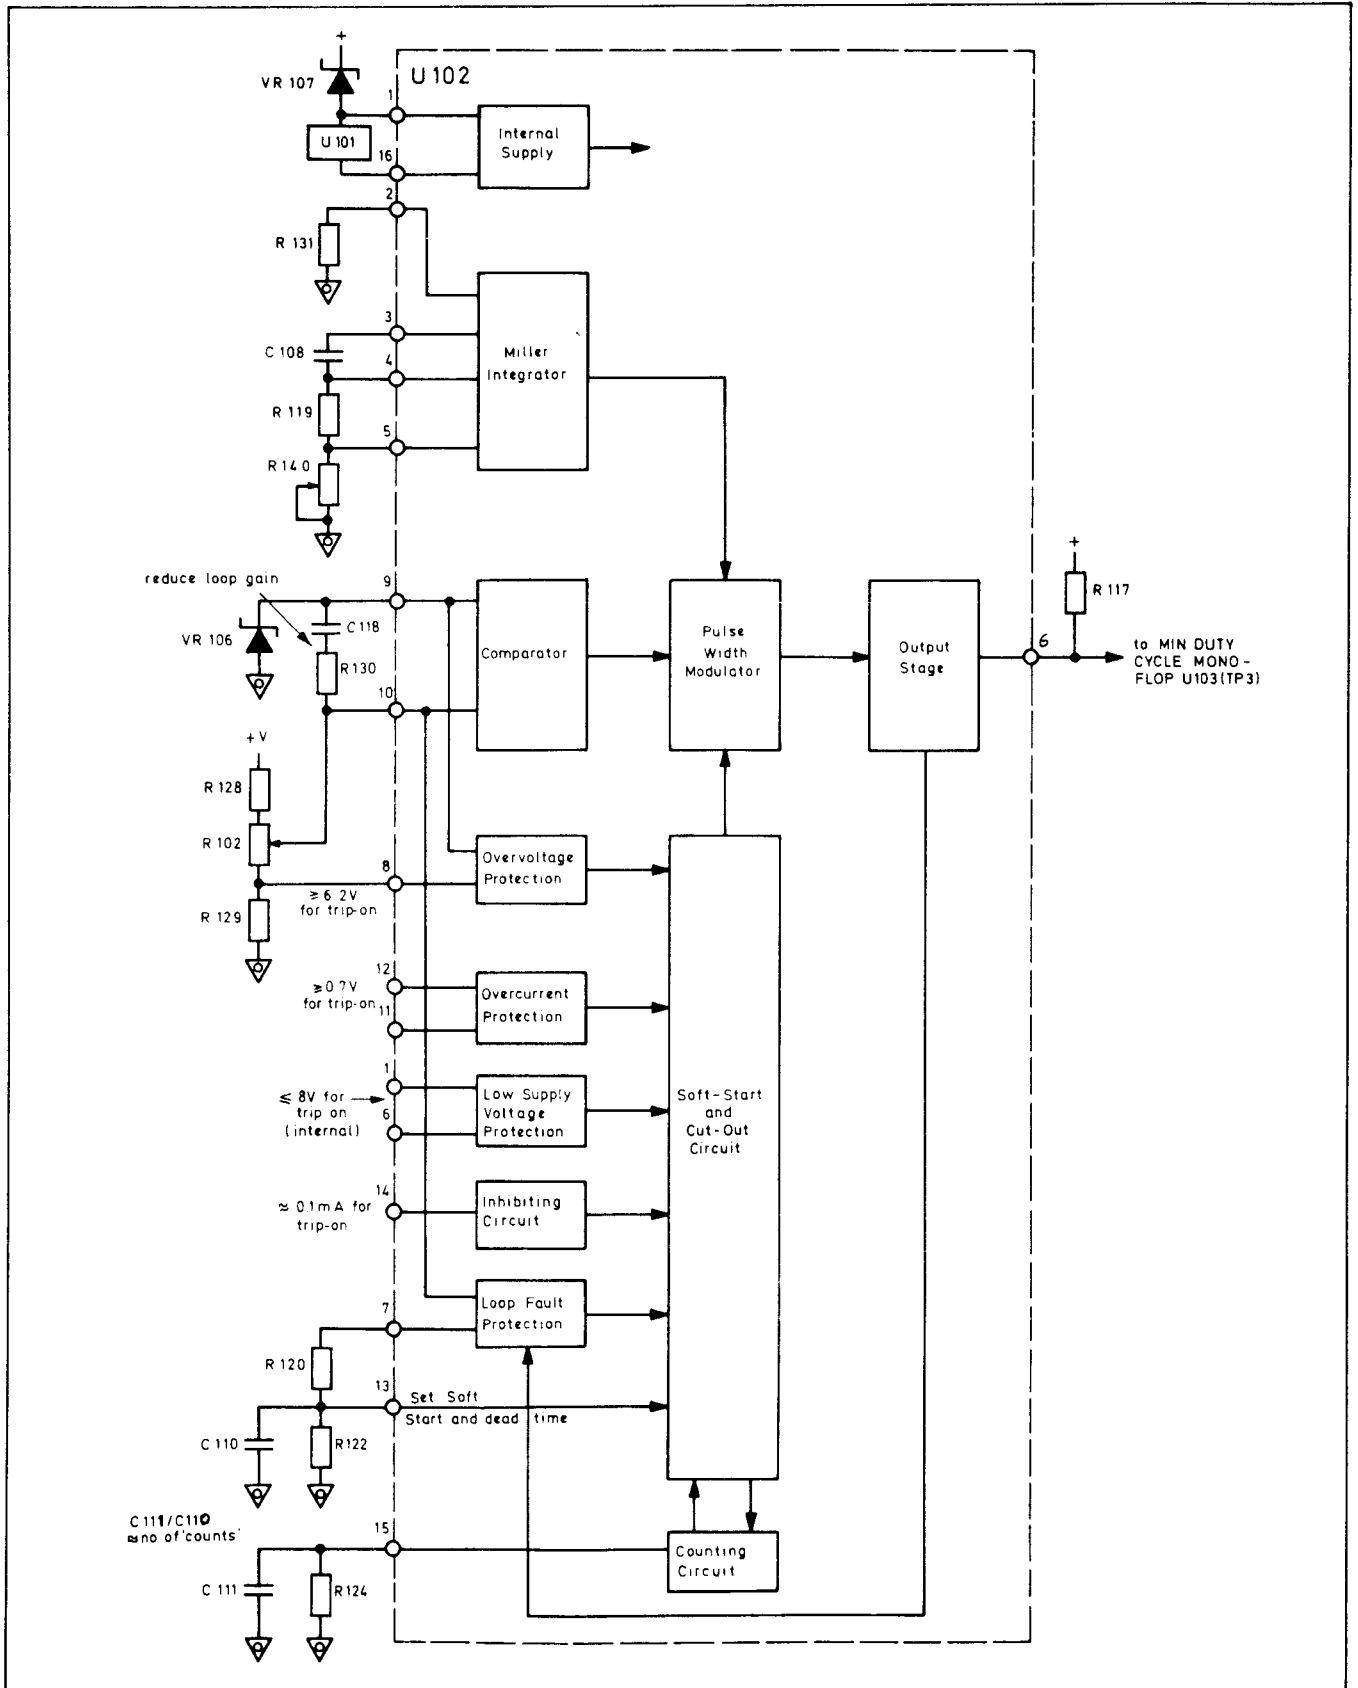 +
VR 107
U 102
1
U 101
Internal
Supply
16
2
R 131
3
C 108
4
Miller
Integrator
R 119
5
R 140
reduce loop gain
9
+
R 117
C 118
VR 106
R130
Comparator
Pulse
Width
Modulator
Output
Stage
6
to MIN DUTY
CYCLE MONO-
FLOP U103(TP3)
10
+V
R 128
R 102
8
Overvoltage
Protection
≥ 6 2V
for trip-on
R 129
12
≥0.7V
for trip-on
11
Overcurrent
Protection
1
≤ 8V for
trip on
(internal)
6
Low Supply
Voltage
Protection
Soft-Start
and
Cut-Out
Circuit
14
≈ 0.1mA for
trip-on
Inhibiting
Circuit
7
Loop Fault
Protection
R 120
13
Set Soft
Start and dead time
C 110
R122
C111/C110
≈no of 'counts'
15
Counting
Circuit
C 111
R124